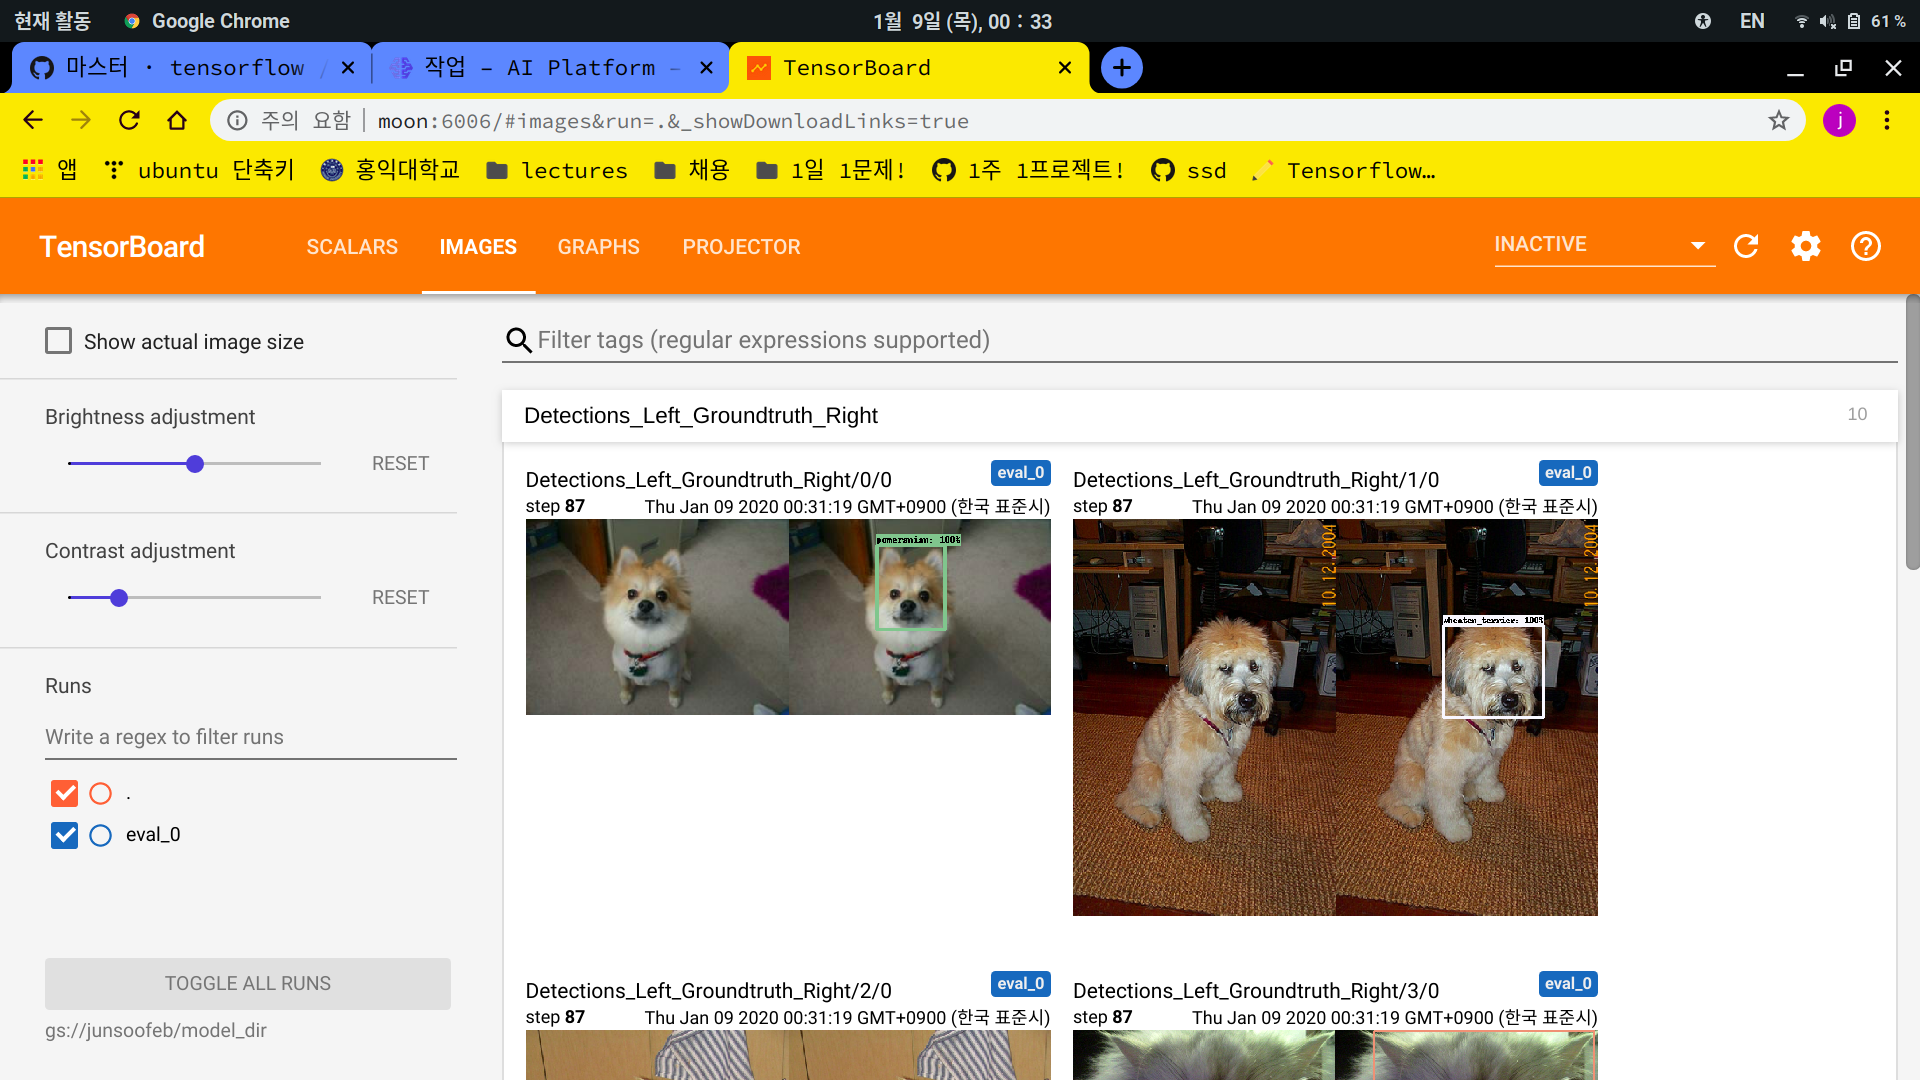 현재 활동 Google Chrome 1월 9일 (목), 00 : 33 EN 61 %
마스터 · tensorflow / 작업 – AI Platform – TensorBoard
주의 요함 moon:6006/#images&run=.&_showDownloadLinks=true j
앱 ubuntu 단축키 홍익대학교 lectures 채용 1일 1문제! 1주 1프로젝트! ssd Tensorflow…
TensorBoard SCALARS IMAGES GRAPHS PROJECTOR INACTIVE
Show actual image size
Brightness adjustment
RESET
Contrast adjustment
RESET
Runs
Write a regex to filter runs
.
eval_0
TOGGLE ALL RUNS
gs://junsoofeb/model_dir
Filter tags (regular expressions supported)
Detections_Left_Groundtruth_Right 10
Detections_Left_Groundtruth_Right/0/0 eval_0
step 87 Thu Jan 09 2020 00:31:19 GMT+0900 (한국 표준시)
pomeranian: 100%
Detections_Left_Groundtruth_Right/1/0 eval_0
step 87 Thu Jan 09 2020 00:31:19 GMT+0900 (한국 표준시)
10.12.2004 10.12.2004
wheaten_terrier: 100%
Detections_Left_Groundtruth_Right/2/0 eval_0
step 87 Thu Jan 09 2020 00:31:19 GMT+0900 (한국 표준시)
Detections_Left_Groundtruth_Right/3/0 eval_0
step 87 Thu Jan 09 2020 00:31:19 GMT+0900 (한국 표준시)